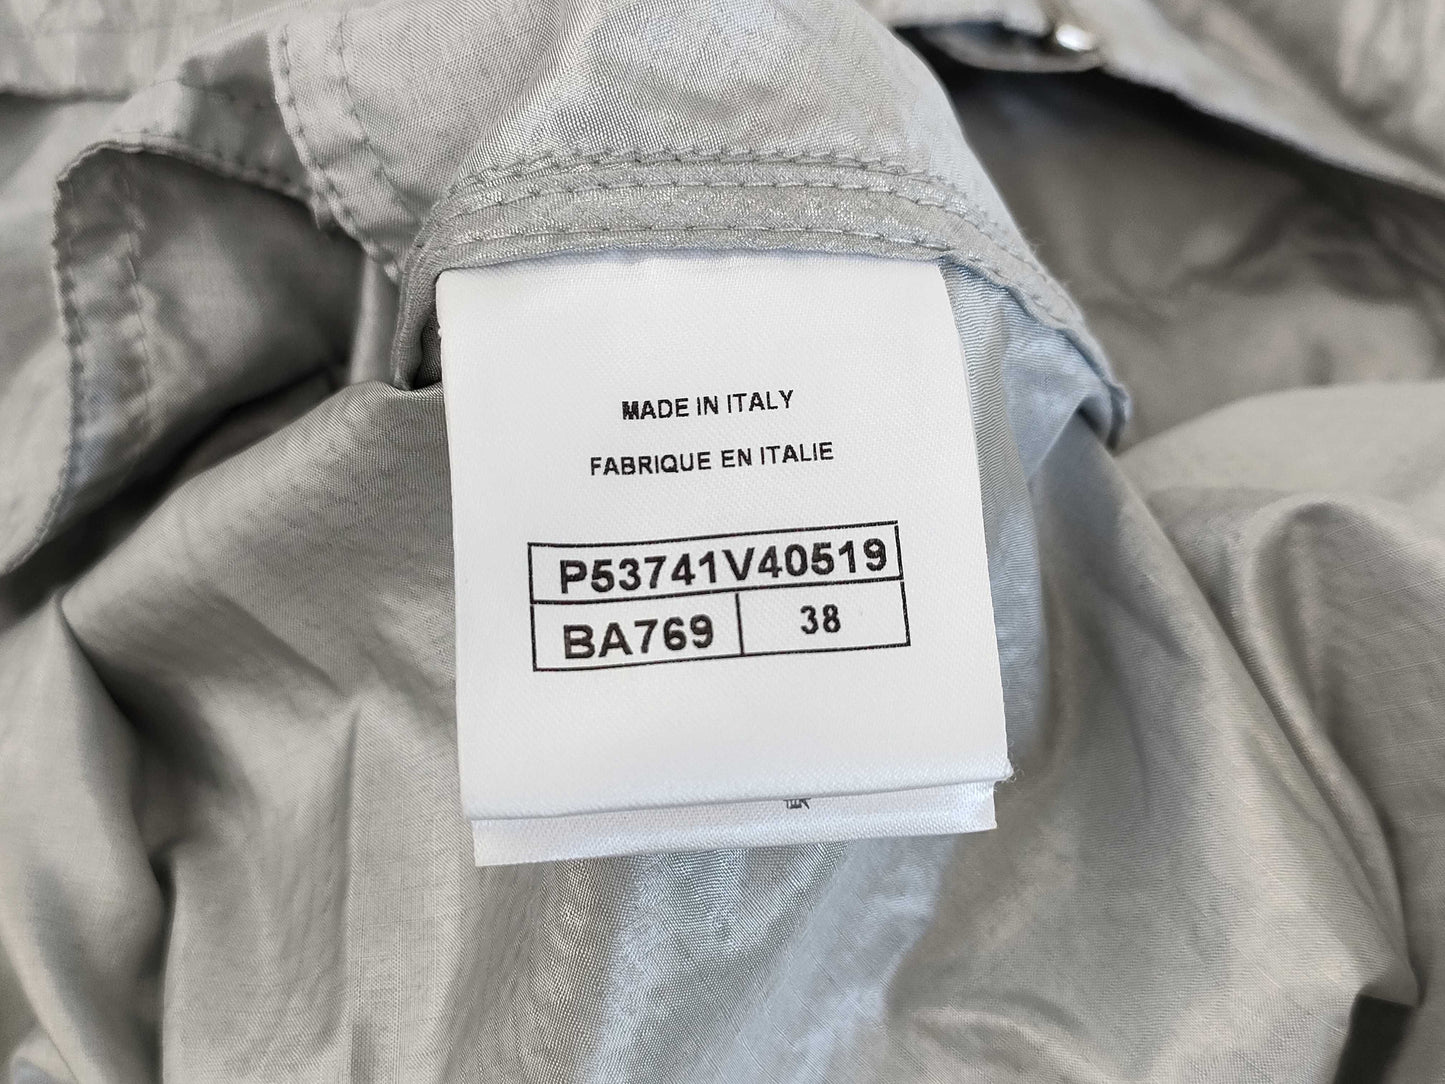 MADE IN ITALY
FABRIQUE EN ITALIE
P53741V40519
BA769 38